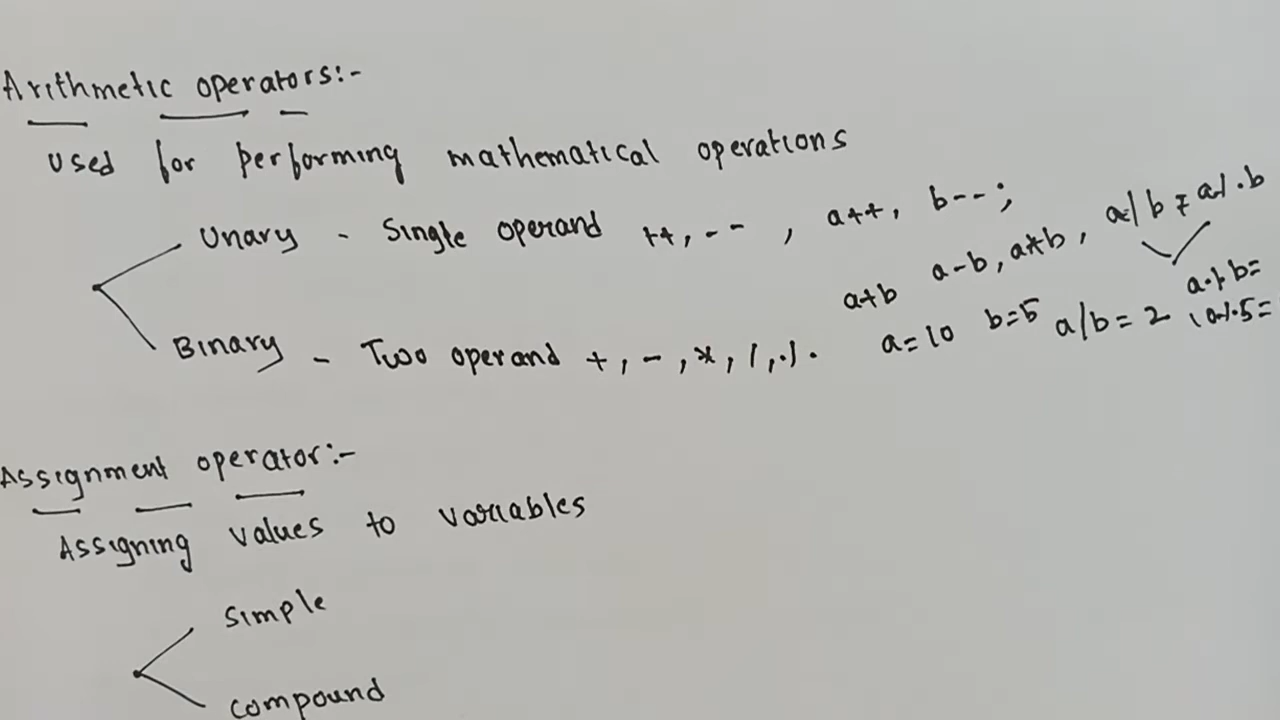 Arithmetic operators:-
Used for performing mathematical operations
Unary - Single operand ++, -- , a++, b--;
a+b a-b, a*b, a/b ≠ a%b
Binary - Two operand +, -, *, /, %
a=10 b=5 a/b=2 a%b=
a%5=
Assignment operator:-
Assigning values to variables
Simple
Compound